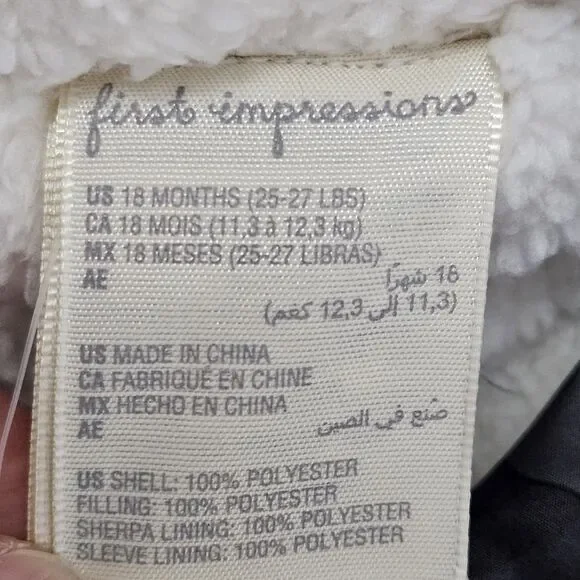 first impressions
US 18 MONTHS (25-27 LBS)
CA 18 MOIS (11,3 à 12,3 kg)
MX 18 MESES (25-27 LIBRAS)
AE
18 شهرًا
(11,3 إلى 12,3 كغم)
US MADE IN CHINA
CA FABRIQUÉ EN CHINE
MX HECHO EN CHINA
AE
صُنع في الصين
US SHELL: 100% POLYESTER
FILLING: 100% POLYESTER
SHERPA LINING: 100% POLYESTER
SLEEVE LINING: 100% POLYESTER